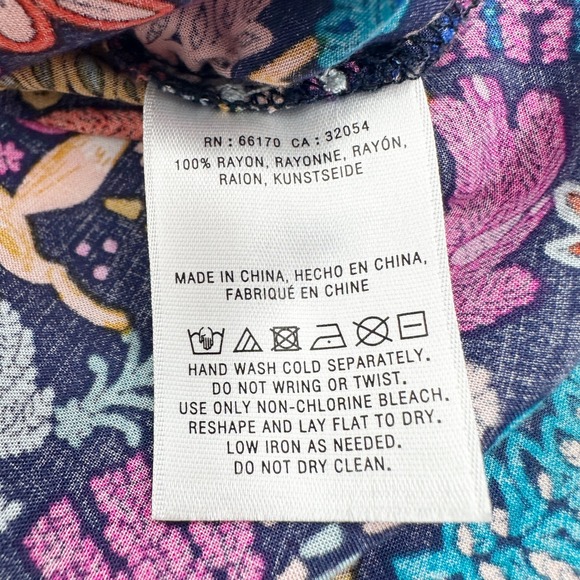 RN : 66170 CA : 32054
100% RAYON, RAYONNE, RAYÓN,
RAION, KUNSTSEIDE
MADE IN CHINA, HECHO EN CHINA,
FABRIQUÉ EN CHINE
HAND WASH COLD SEPARATELY.
DO NOT WRING OR TWIST.
USE ONLY NON-CHLORINE BLEACH.
RESHAPE AND LAY FLAT TO DRY.
LOW IRON AS NEEDED.
DO NOT DRY CLEAN.